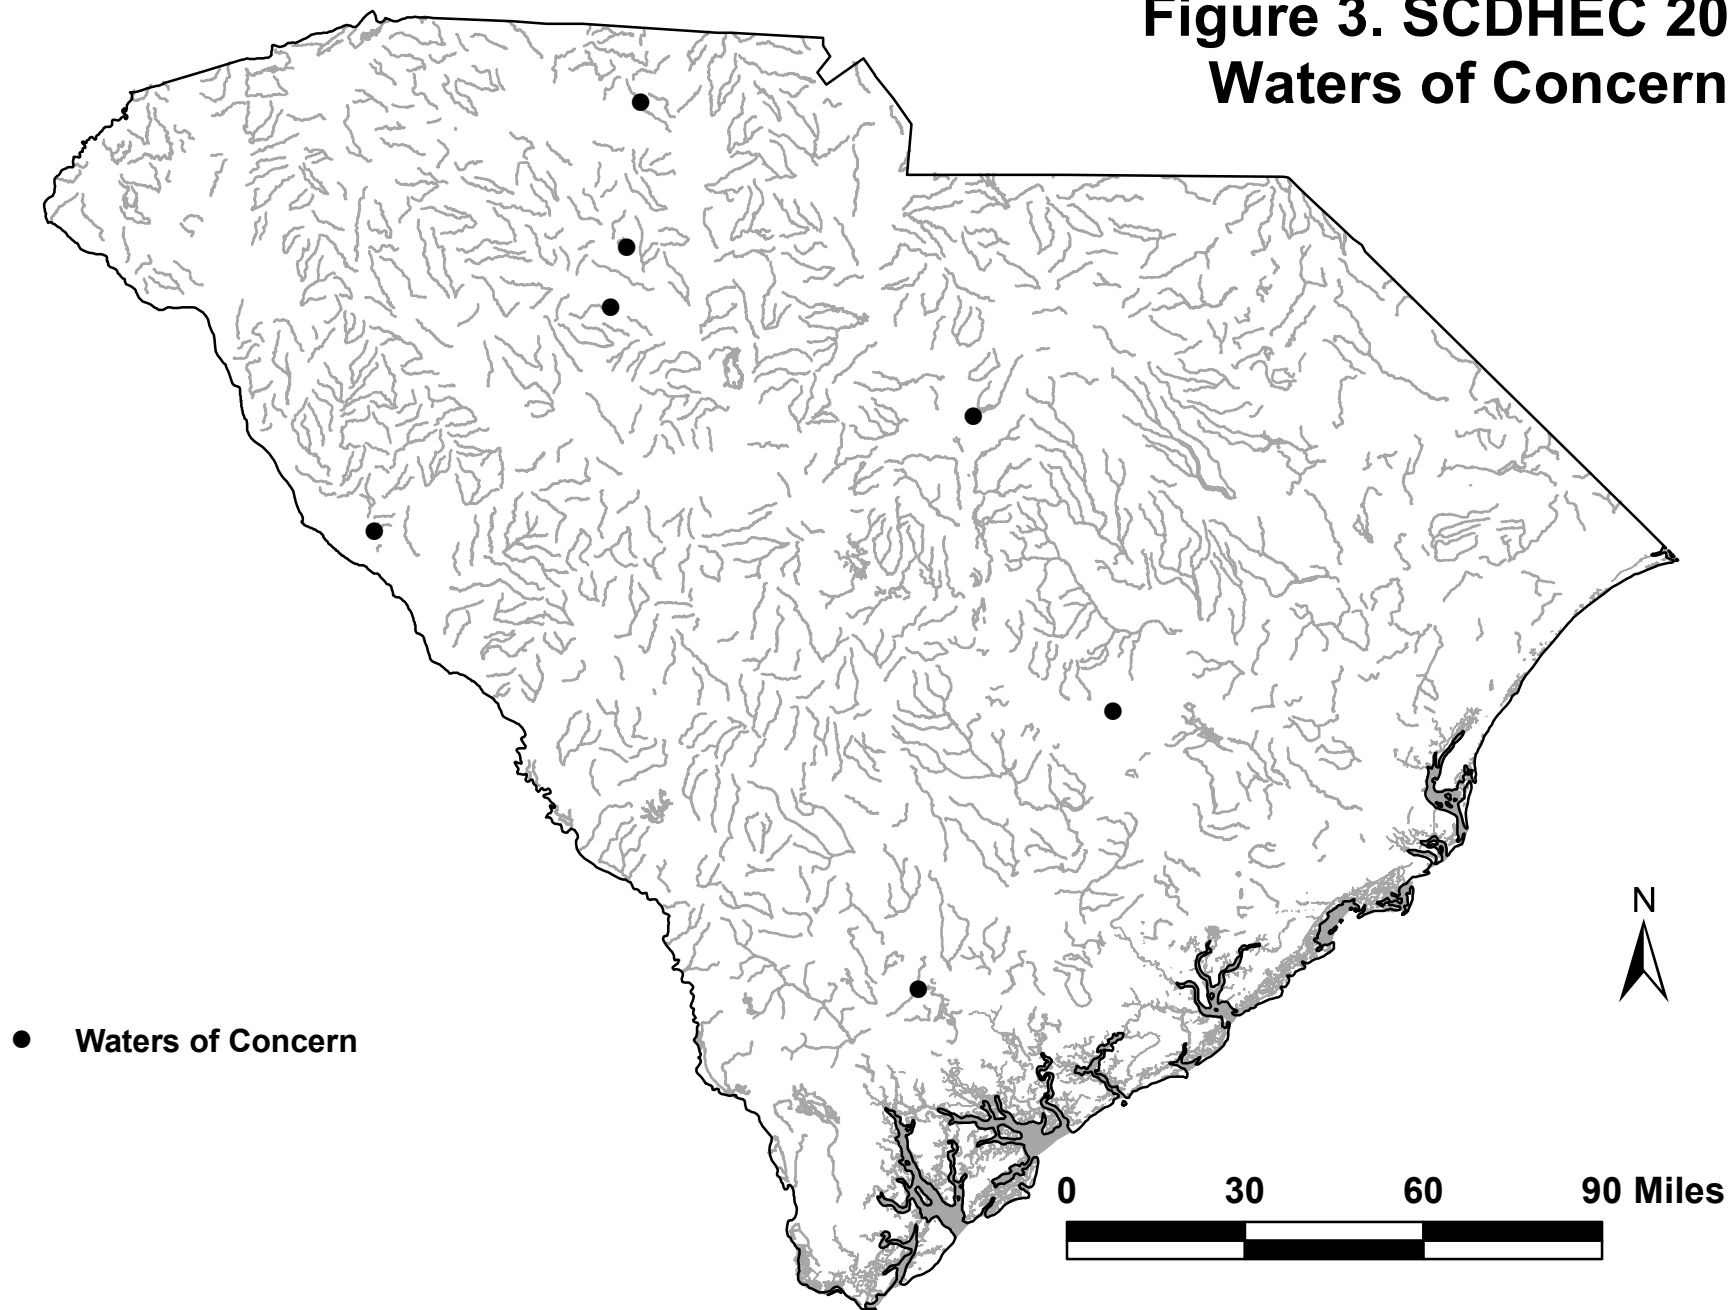 Figure 3. SCDHEC 20
Waters of Concern
N
Waters of Concern
0 30 60 90 Miles